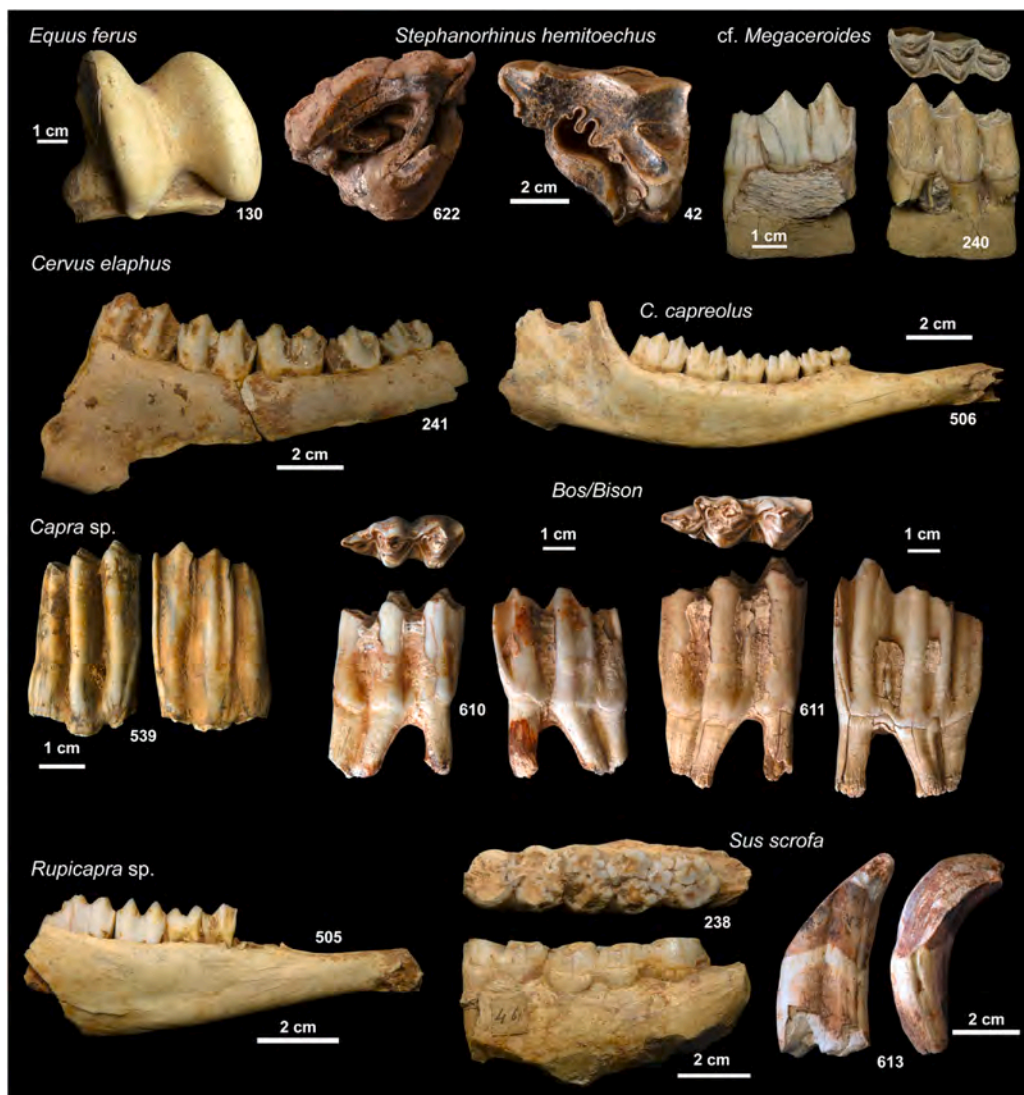 Equus ferus
Stephanorhinus hemitoechus
cf. Megaceroides
1 cm
130
622
2 cm
42
1 cm
240
Cervus elaphus
C. capreolus
2 cm
241
2 cm
506
Capra sp.
Bos/Bison
1 cm
1 cm
539
1 cm
610
611
Rupicapra sp.
Sus scrofa
505
2 cm
238
2 cm
613
2 cm